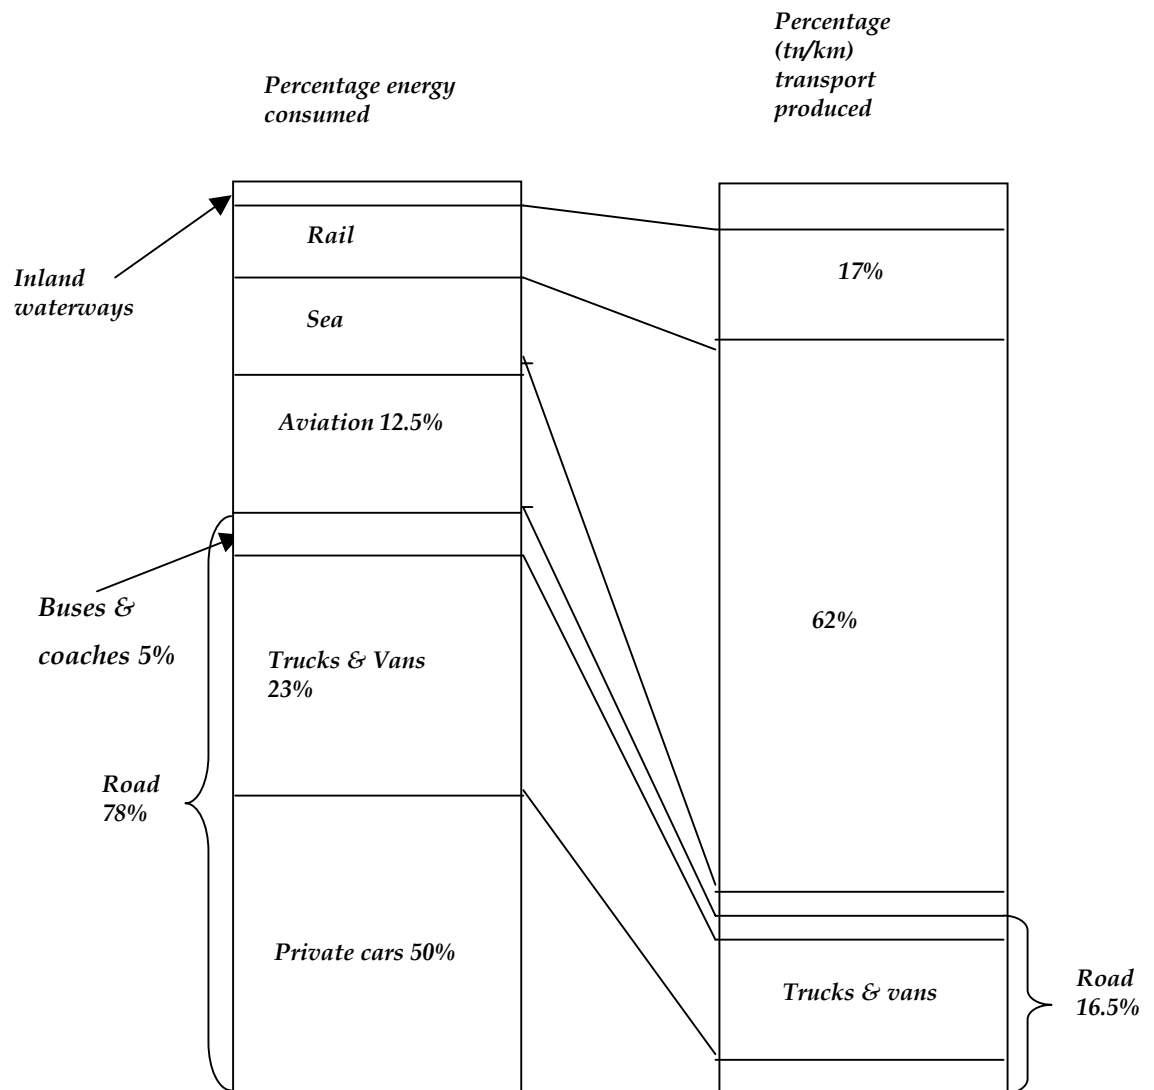 Percentage
(tn/km)
transport
produced
Percentage energy
consumed
Rail
Inland
waterways
17%
Sea
Aviation 12.5%
Buses &
coaches 5%
62%
Trucks & Vans
23%
Road
78%
Private cars 50%
Trucks & vans
Road
16.5%